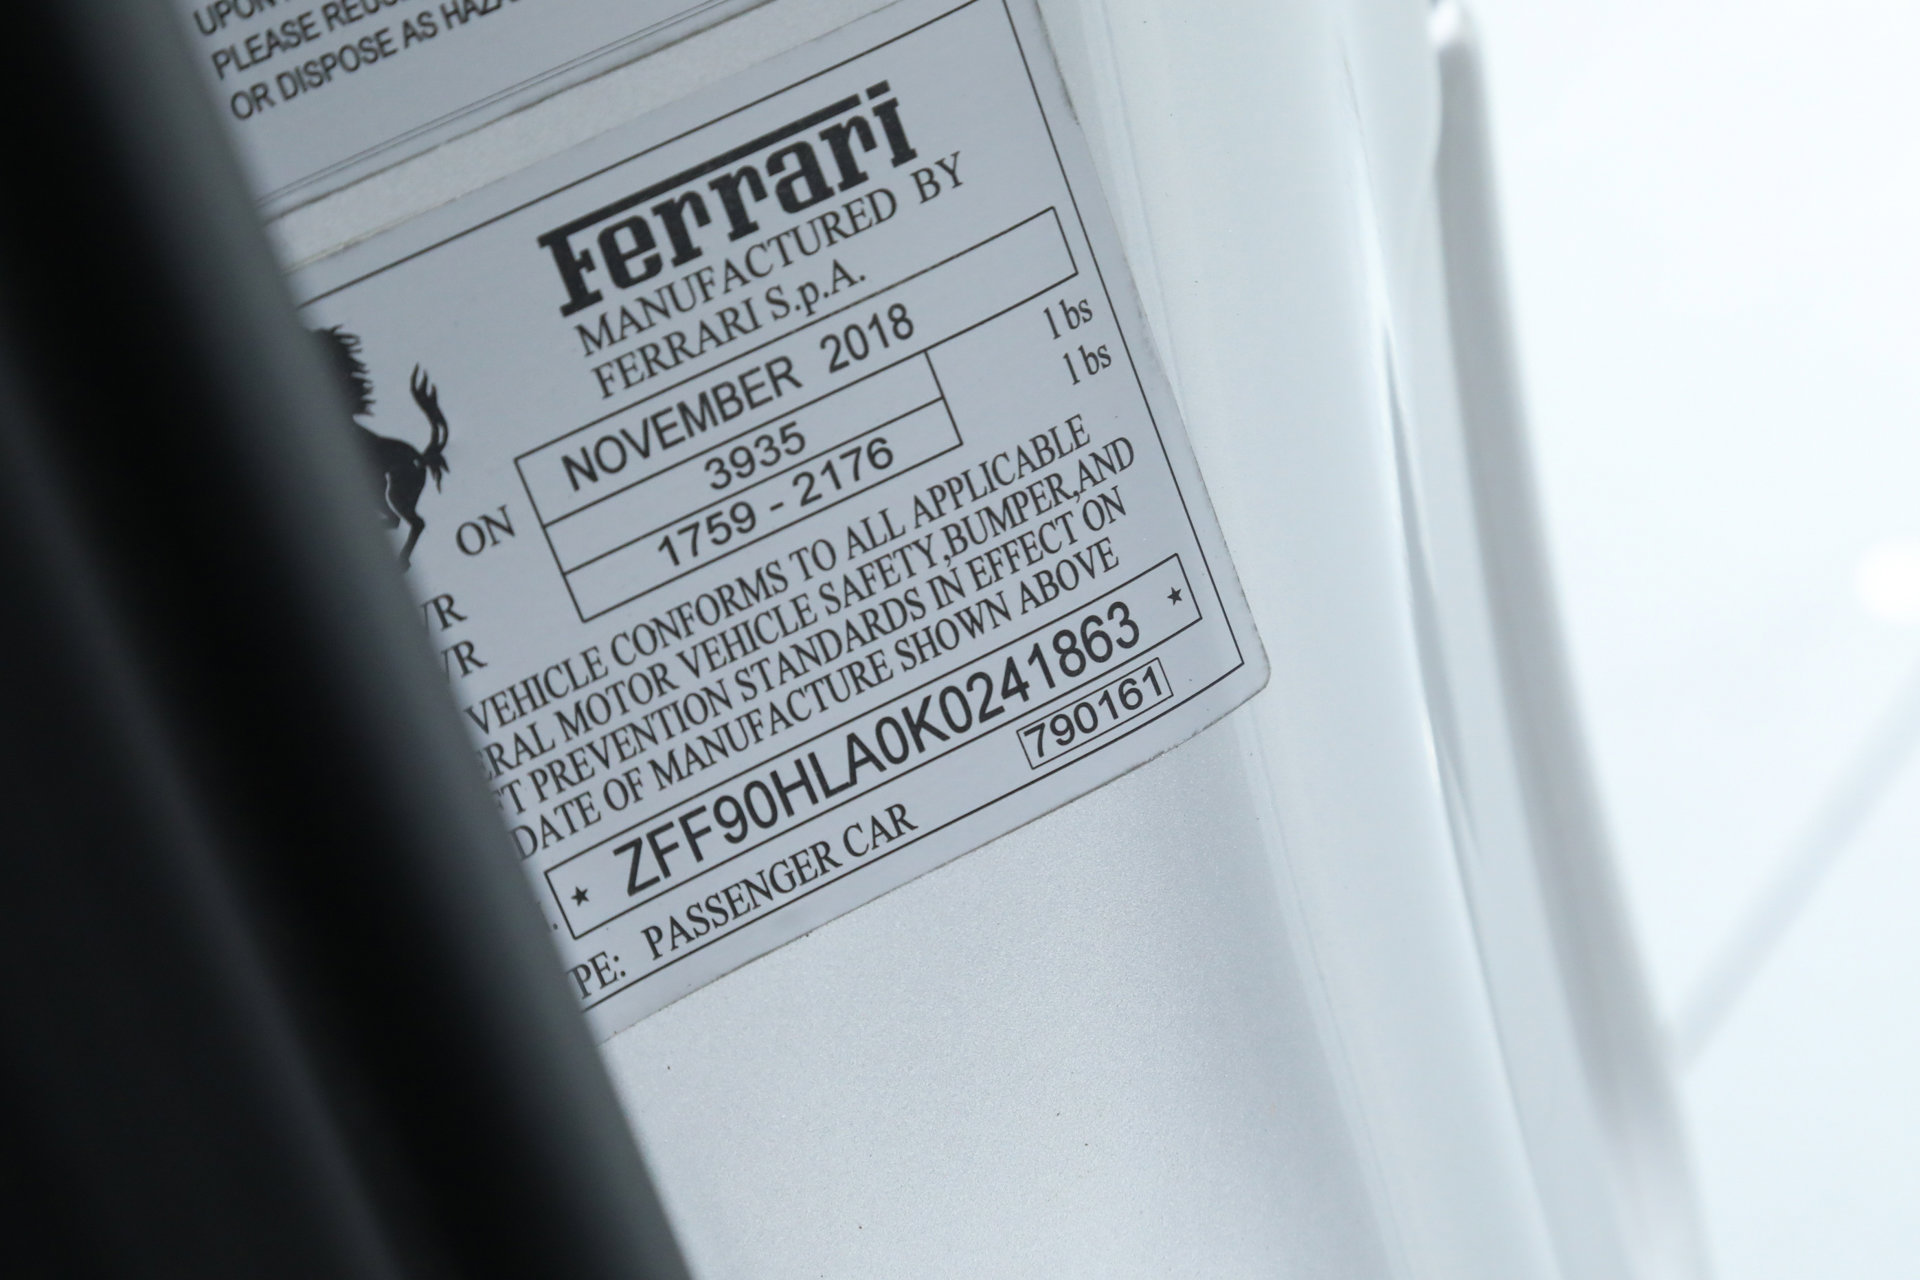 UPON
PLEASE REUSE
OR DISPOSE AS HAZA
Ferrari
MANUFACTURED BY
FERRARI S.p.A.
ON NOVEMBER 2018
VR 3935 lbs
VR 1759 - 2176 lbs
VEHICLE CONFORMS TO ALL APPLICABLE
ERAL MOTOR VEHICLE SAFETY,BUMPER,AND
FT PREVENTION STANDARDS IN EFFECT ON
DATE OF MANUFACTURE SHOWN ABOVE
. ★ ZFF90HLA0K0241863 ★
PE: PASSENGER CAR 790161